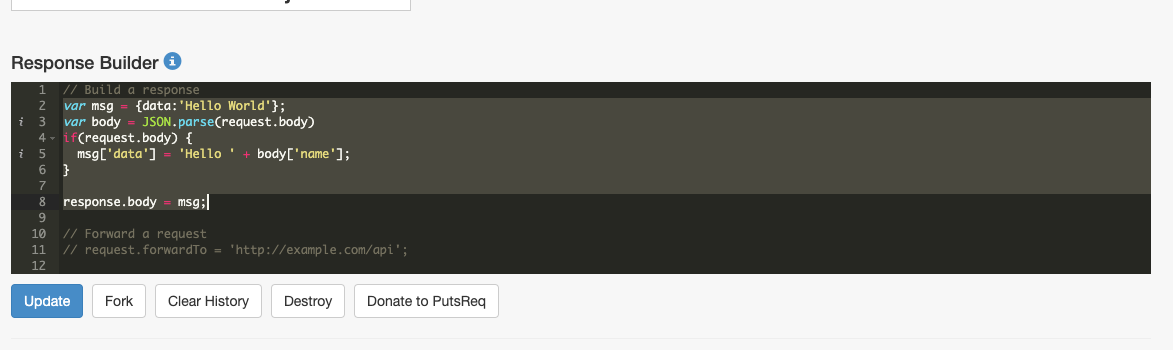 Response Builder i
1 // Build a response
2 var msg = {data:'Hello World'};
i 3 var body = JSON.parse(request.body)
4 if(request.body) {
i 5 msg['data'] = 'Hello ' + body['name'];
6 }
7
8 response.body = msg;
9
10 // Forward a request
11 // request.forwardTo = 'http://example.com/api';
12
Update Fork Clear History Destroy Donate to PutsReq